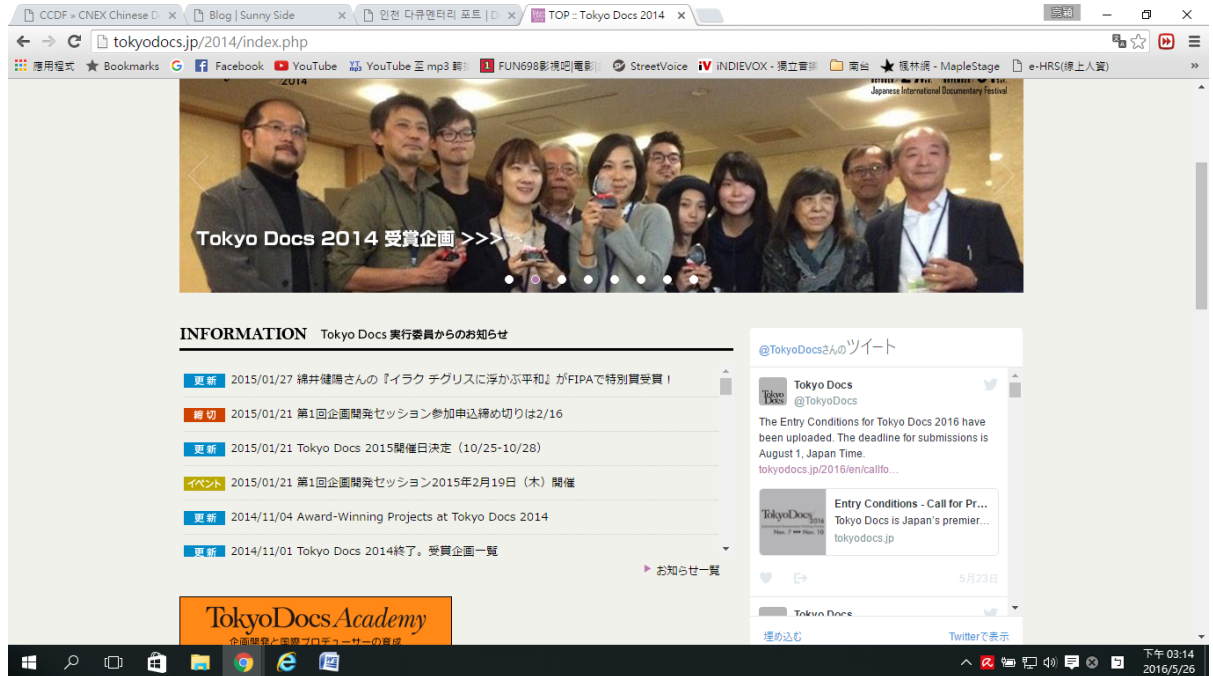 CCDF » CNEX Chinese D
Blog | Sunny Side
인천 다큐멘터리 포트 | D
TOP :: Tokyo Docs 2014
tokyodocs.jp/2014/index.php
應用程式
Bookmarks
Facebook
YouTube
YouTube 至 mp3 轉
FUN698影視吧|電影|
StreetVoice
iNDIEVOX - 獨立音樂
南台
楓林網 - MapleStage
e-HRS(線上人資)
»
2014
Japanese International Documentary Festival
Tokyo Docs 2014 受賞企画 >>>
INFORMATION Tokyo Docs 実行委員からのお知らせ
更新 2015/01/27 綿井健陽さんの『イラク チグリスに浮かぶ平和』がFIPAで特別賞受賞！
締切 2015/01/21 第1回企画開発セッション参加申込締め切りは2/16
更新 2015/01/21 Tokyo Docs 2015開催日決定（10/25-10/28）
イベント 2015/01/21 第1回企画開発セッション2015年2月19日（木）開催
更新 2014/11/04 Award-Winning Projects at Tokyo Docs 2014
更新 2014/11/01 Tokyo Docs 2014終了。受賞企画一覧
お知らせ一覧
TokyoDocs Academy
企画開発と国際プロデューサーの育成
@TokyoDocsさんのツイート
Tokyo Docs
@TokyoDocs
The Entry Conditions for Tokyo Docs 2016 have
been uploaded. The deadline for submissions is
August 1, Japan Time.
tokyodocs.jp/2016/en/callfo…
TokyoDocs
2016
Nov. 7 Nov. 10
Entry Conditions - Call for Pr…
Tokyo Docs is Japan's premier…
tokyodocs.jp
5月23日
Tokyo Docs
埋め込む
Twitterで表示
下午 03:14
2016/5/26